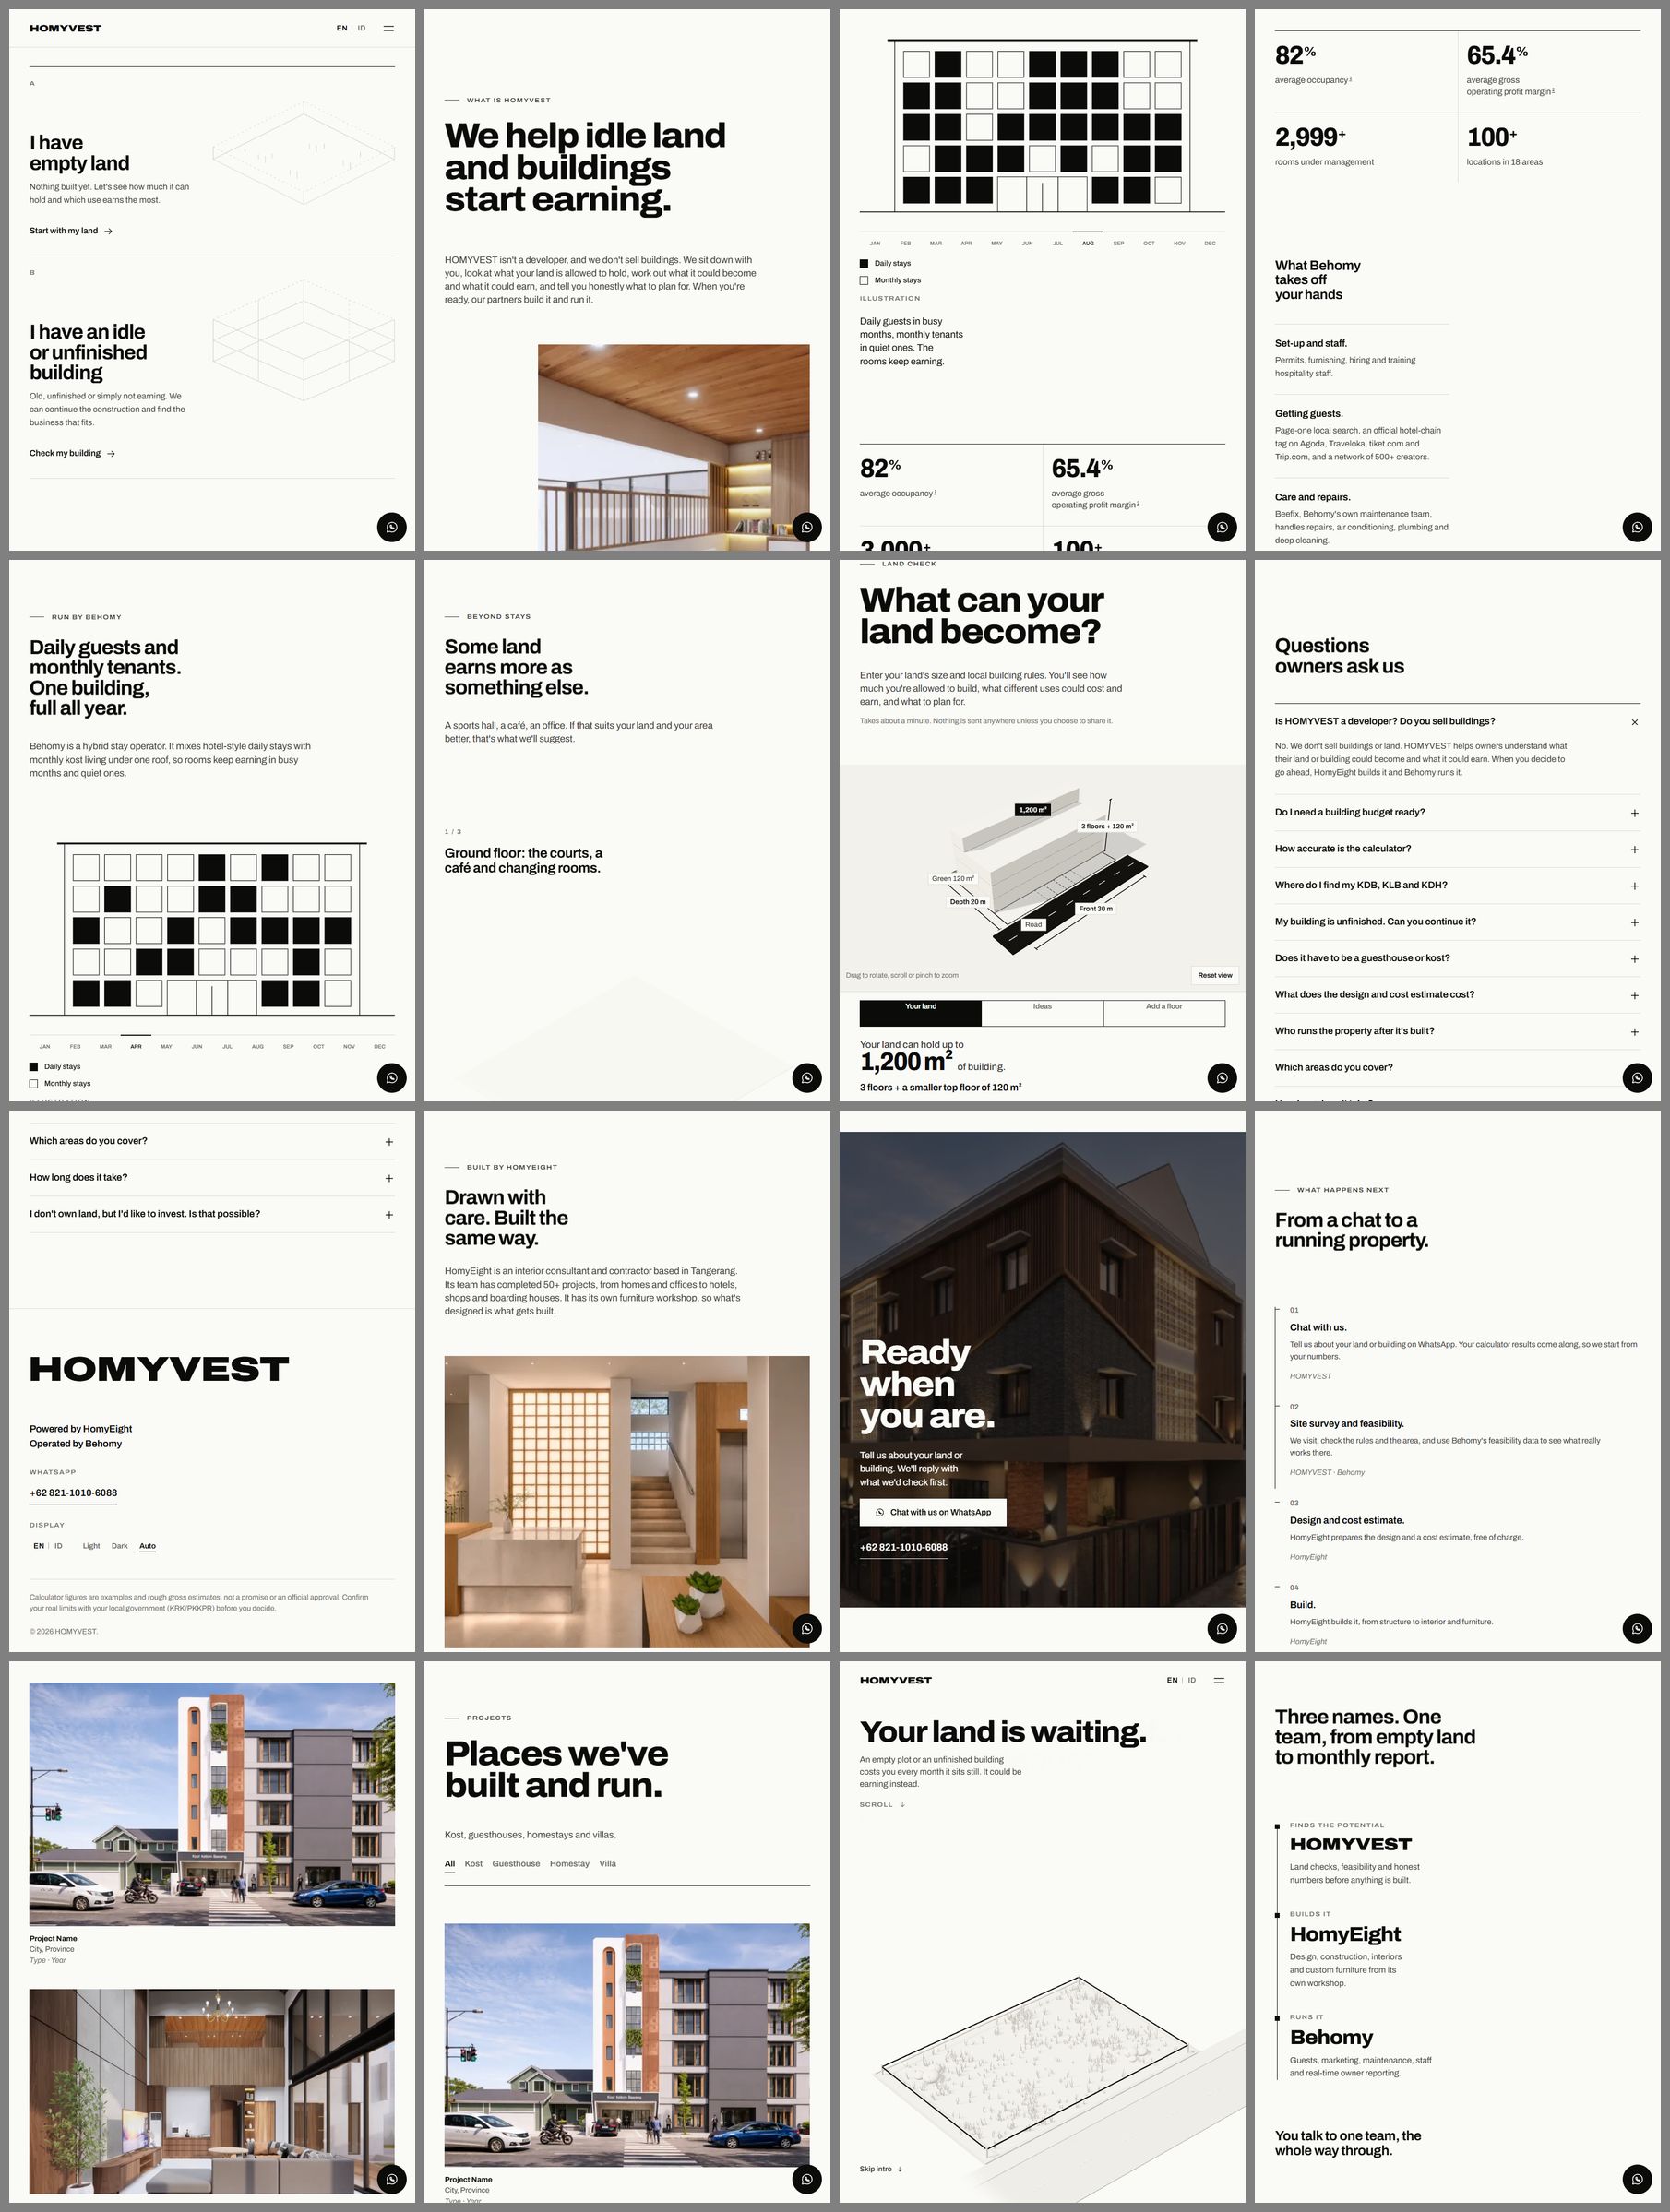 HOMYVEST
EN | ID
A
I have
empty land
Nothing built yet. Let's see how much it can
hold and which use earns the most.
Start with my land →
B
I have an idle
or unfinished
building
Old, unfinished or simply not earning. We
can continue the construction and find the
business that fits.
Check my building →
WHAT IS HOMYVEST
We help idle land
and buildings
start earning.
HOMYVEST isn't a developer, and we don't sell buildings. We sit down with
you, look at what your land is allowed to hold, work out what it could become
and what it could earn, and tell you honestly what to plan for. When you're
ready, our partners build it and run it.
JAN FEB MAR APR MAY JUN JUL AUG SEP OCT NOV DEC
Daily stays
Monthly stays
ILLUSTRATION
Daily guests in busy
months, monthly tenants
in quiet ones. The
rooms keep earning.
82% 65.4%
average occupancy
average gross
operating profit margin
3,000+ 100+
82% 65.4%
average occupancy
average gross
operating profit margin
2,999+ 100+
rooms under management locations in 18 areas
What Behomy
takes off
your hands
Set-up and staff.
Permits, furnishing, hiring and training
hospitality staff.
Getting guests.
Page-one local search, an official hotel-chain
tag on Agoda, Traveloka, tiket.com and
Trip.com, and a network of 500+ creators.
Care and repairs.
Beefix, Behomy's own maintenance team,
handles repairs, air conditioning, plumbing and
deep cleaning.
RUN BY BEHOMY
Daily guests and
monthly tenants.
One building,
full all year.
Behomy is a hybrid stay operator. It mixes hotel-style daily stays with
monthly kost living under one roof, so rooms keep earning in busy
months and quiet ones.
JAN FEB MAR APR MAY JUN JUL AUG SEP OCT NOV DEC
Daily stays
Monthly stays
ILLUSTRATION
BEYOND STAYS
Some land
earns more as
something else.
A sports hall, a café, an office. If that suits your land and your area
better, that's what we'll suggest.
1 / 3
Ground floor: the courts, a
café and changing rooms.
LAND CHECK
What can your
land become?
Enter your land's size and local building rules. You'll see how
much you're allowed to build, what different uses could cost and
earn, and what to plan for.
Takes about a minute. Nothing is sent anywhere unless you choose to share it.
1,200 m²
3 floors + 120 m²
Green 120 m²
Depth 20 m
Front 30 m
Road
Drag to rotate, scroll or pinch to zoom
Reset view
Your land Ideas Add a floor
Your land can hold up to
1,200 m² of building.
3 floors + a smaller top floor of 120 m²
Questions
owners ask us
Is HOMYVEST a developer? Do you sell buildings? ×
No. We don't sell buildings or land. HOMYVEST helps owners understand what
their land or building could become and what it could earn. When you decide to
go ahead, HomyEight builds it and Behomy runs it.
Do I need a building budget ready? +
How accurate is the calculator? +
Where do I find my KDB, KLB and KDH? +
My building is unfinished. Can you continue it? +
Does it have to be a guesthouse or kost? +
What does the design and cost estimate cost? +
Who runs the property after it's built? +
Which areas do you cover?
Which areas do you cover? +
How long does it take? +
I don't own land, but I'd like to invest. Is that possible? +
HOMYVEST
Powered by HomyEight
Operated by Behomy
WHATSAPP
+62 821-1010-6088
DISPLAY
EN | ID Light Dark Auto
Calculator figures are examples and rough gross estimates, not a promise or an official approval. Confirm
your real limits with your local government (KRK/PKKPR) before you decide.
© 2026 HOMYVEST.
BUILT BY HOMYEIGHT
Drawn with
care. Built the
same way.
HomyEight is an interior consultant and contractor based in Tangerang.
Its team has completed 50+ projects, from homes and offices to hotels,
shops and boarding houses. It has its own furniture workshop, so what's
designed is what gets built.
Ready
when
you are.
Tell us about your land or
building. We'll reply with
what we'd check first.
Chat with us on WhatsApp
+62 821-1010-6088
WHAT HAPPENS NEXT
From a chat to a
running property.
01
Chat with us.
Tell us about your land or building on WhatsApp. Your calculator results come along, so we start from
your numbers.
HOMYVEST
02
Site survey and feasibility.
We visit, check the rules and the area, and use Behomy's feasibility data to see what really
works there.
HOMYVEST · Behomy
03
Design and cost estimate.
HomyEight prepares the design and a cost estimate, free of charge.
HomyEight
04
Build.
HomyEight builds it, from structure to interior and furniture.
HomyEight
Project Name
City, Province
Type · Year
PROJECTS
Places we've
built and run.
Kost, guesthouses, homestays and villas.
All Kost Guesthouse Homestay Villa
Project Name
City, Province
Type · Year
HOMYVEST
EN | ID
Your land is waiting.
An empty plot or an unfinished building
costs you every month it sits still. It could be
earning instead.
SCROLL ↓
Skip intro ↓
Three names. One
team, from empty land
to monthly report.
FINDS THE POTENTIAL
HOMYVEST
Land checks, feasibility and honest
numbers before anything is built.
BUILDS IT
HomyEight
Design, construction, interiors
and custom furniture from its
own workshop.
RUNS IT
Behomy
Guests, marketing, maintenance, staff
and real-time owner reporting.
You talk to one team, the
whole way through.